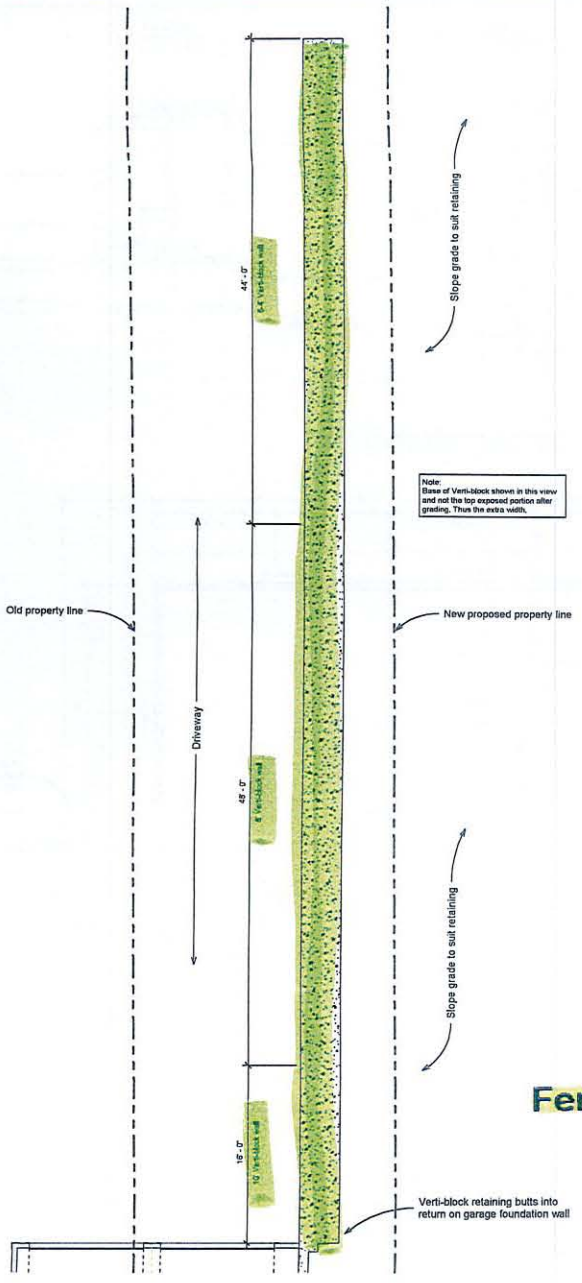 44' - 0"
6-4' Verti-block wall
Slope grade to suit retaining
Note:
Base of Verti-block shown in this view
and not the top exposed portion after
grading. Thus the extra width.
Old property line
New proposed property line
Driveway
48' - 0"
8' Verti-block wall
Slope grade to suit retaining
16' - 0"
10' Verti-block wall
Fen
Verti-block retaining butts into
return on garage foundation wall